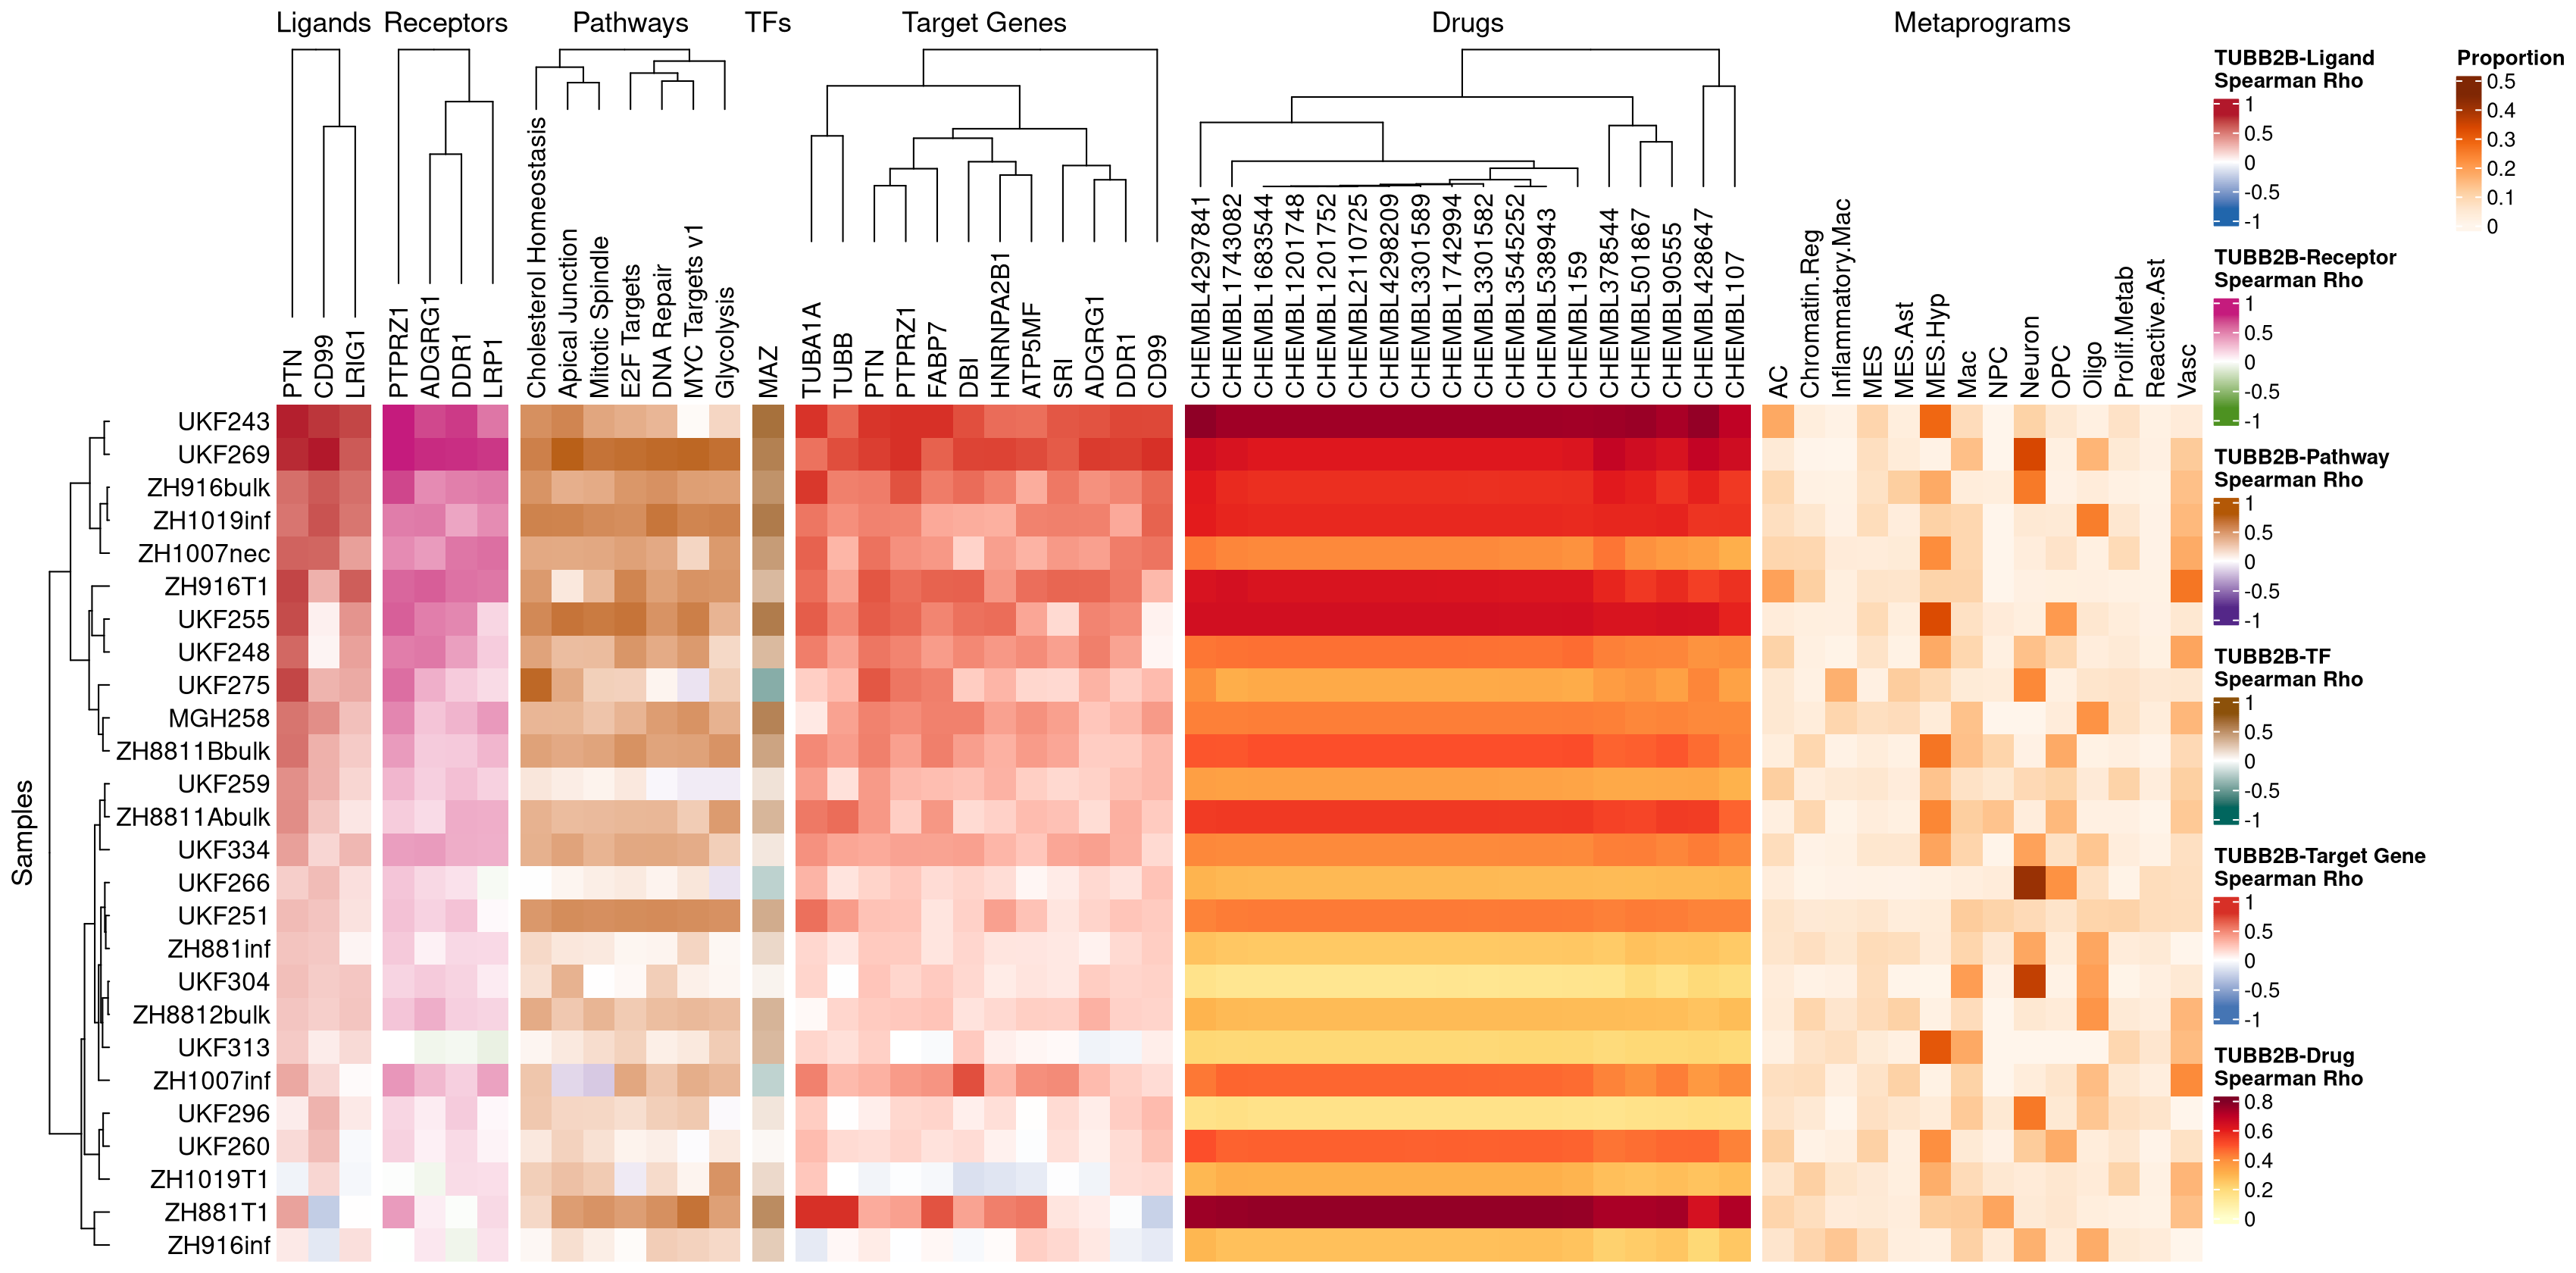 Ligands Receptors Pathways TFs Target Genes Drugs Metaprograms
PTN
CD99
LRIG1
PTPRZ1
ADGRG1
DDR1
LRP1
Cholesterol Homeostasis
Apical Junction
Mitotic Spindle
E2F Targets
DNA Repair
MYC Targets v1
Glycolysis
MAZ
TUBA1A
TUBB
PTN
PTPRZ1
FABP7
DBI
HNRNPA2B1
ATP5MF
SRI
ADGRG1
DDR1
CD99
CHEMBL4297841
CHEMBL1743082
CHEMBL1683544
CHEMBL1201748
CHEMBL1201752
CHEMBL2110725
CHEMBL4298209
CHEMBL3301589
CHEMBL1742994
CHEMBL3301582
CHEMBL3545252
CHEMBL538943
CHEMBL159
CHEMBL378544
CHEMBL501867
CHEMBL90555
CHEMBL428647
CHEMBL107
AC
Chromatin.Reg
Inflammatory.Mac
MES
MES.Ast
MES.Hyp
Mac
NPC
Neuron
OPC
Oligo
Prolif.Metab
Reactive.Ast
Vasc
Samples
UKF243
UKF269
ZH916bulk
ZH1019inf
ZH1007nec
ZH916T1
UKF255
UKF248
UKF275
MGH258
ZH8811Bbulk
UKF259
ZH8811Abulk
UKF334
UKF266
UKF251
ZH881inf
UKF304
ZH8812bulk
UKF313
ZH1007inf
UKF296
UKF260
ZH1019T1
ZH881T1
ZH916inf
TUBB2B-Ligand
Spearman Rho
1
0.5
0
-0.5
-1
TUBB2B-Receptor
Spearman Rho
1
0.5
0
-0.5
-1
TUBB2B-Pathway
Spearman Rho
1
0.5
0
-0.5
-1
TUBB2B-TF
Spearman Rho
1
0.5
0
-0.5
-1
TUBB2B-Target Gene
Spearman Rho
1
0.5
0
-0.5
-1
TUBB2B-Drug
Spearman Rho
0.8
0.6
0.4
0.2
0
Proportion
0.5
0.4
0.3
0.2
0.1
0